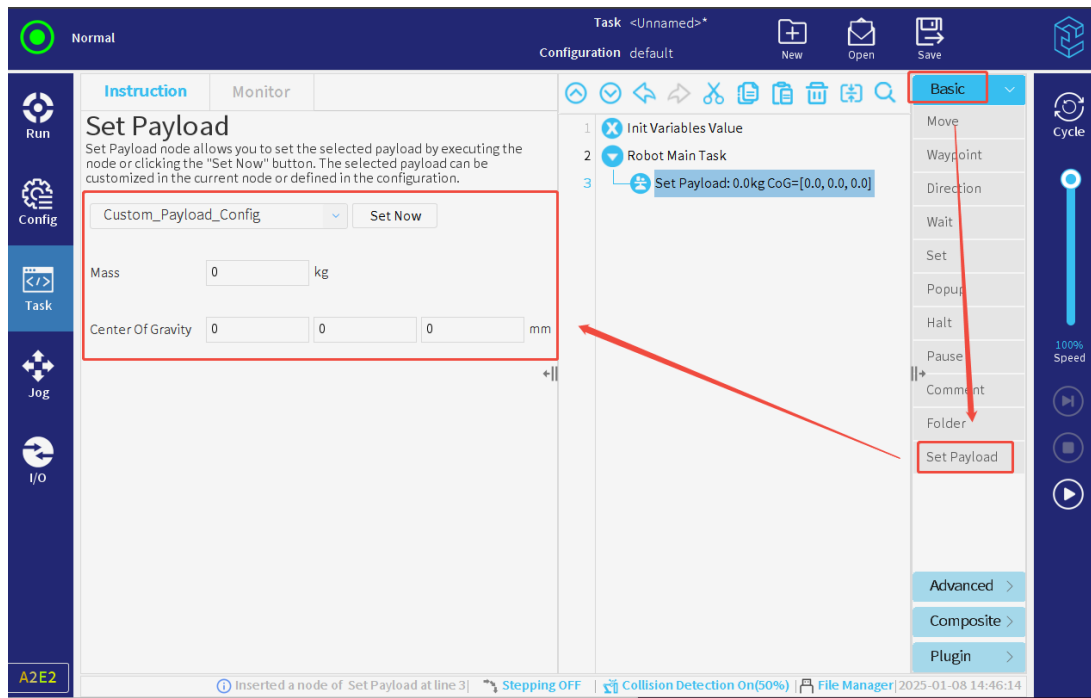 Normal
Task <Unnamed>*
Configuration default
New
Open
Save
Run
Config
Task
Jog
I/O
A2E2
Instruction
Monitor
Set Payload
Set Payload node allows you to set the selected payload by executing the
node or clicking the "Set Now" button. The selected payload can be
customized in the current node or defined in the configuration.
Custom_Payload_Config
Set Now
Mass 0 kg
Center Of Gravity 0 0 0 mm
1 Init Variables Value
2 Robot Main Task
3 Set Payload: 0.0kg CoG=[0.0, 0.0, 0.0]
Basic
Move
Waypoint
Direction
Wait
Set
Popup
Halt
Pause
Comment
Folder
Set Payload
Advanced >
Composite >
Plugin >
Cycle
100%
Speed
Inserted a node of Set Payload at line 3| Stepping OFF | Collision Detection On(50%) | File Manager|2025-01-08 14:46:14